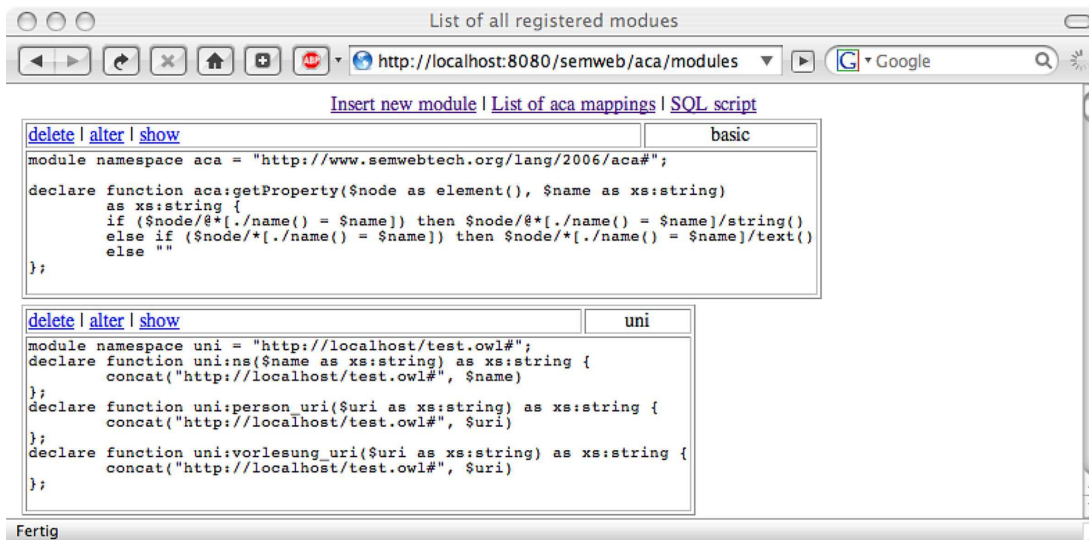 List of all registered modues
ABP http://localhost:8080/semweb/aca/modules G Google
Insert new module | List of aca mappings | SQL script
delete | alter | show basic
module namespace aca = "http://www.semwebtech.org/lang/2006/aca#";
declare function aca:getProperty($node as element(), $name as xs:string)
as xs:string {
if ($node/@*[./name() = $name]) then $node/@*[./name() = $name]/string()
else if ($node/*[./name() = $name]) then $node/*[./name() = $name]/text()
else ""
};
delete | alter | show uni
module namespace uni = "http://localhost/test.owl#";
declare function uni:ns($name as xs:string) as xs:string {
concat("http://localhost/test.owl#", $name)
};
declare function uni:person_uri($uri as xs:string) as xs:string {
concat("http://localhost/test.owl#", $uri)
};
declare function uni:vorlesung_uri($uri as xs:string) as xs:string {
concat("http://localhost/test.owl#", $uri)
};
Fertig